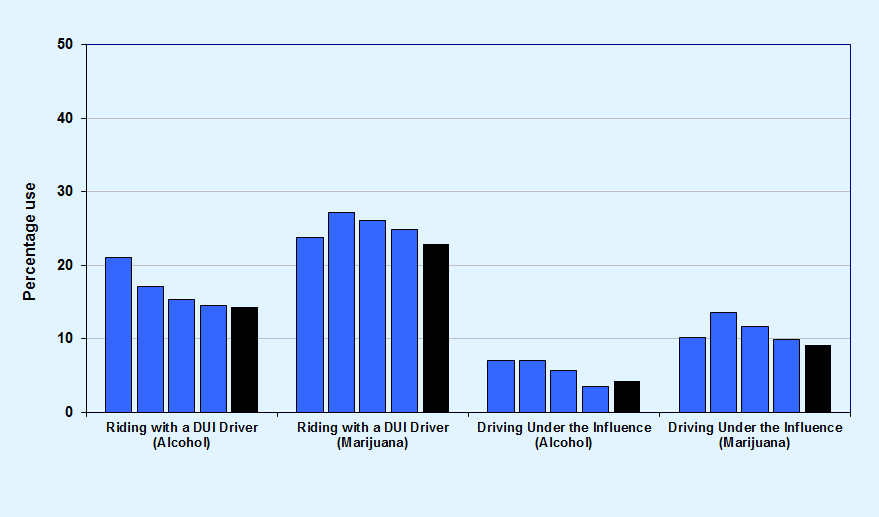 50
40
30
20
10
0
Percentage use
Riding with a DUI Driver
(Alcohol)
Riding with a DUI Driver
(Marijuana)
Driving Under the Influence
(Alcohol)
Driving Under the Influence
(Marijuana)